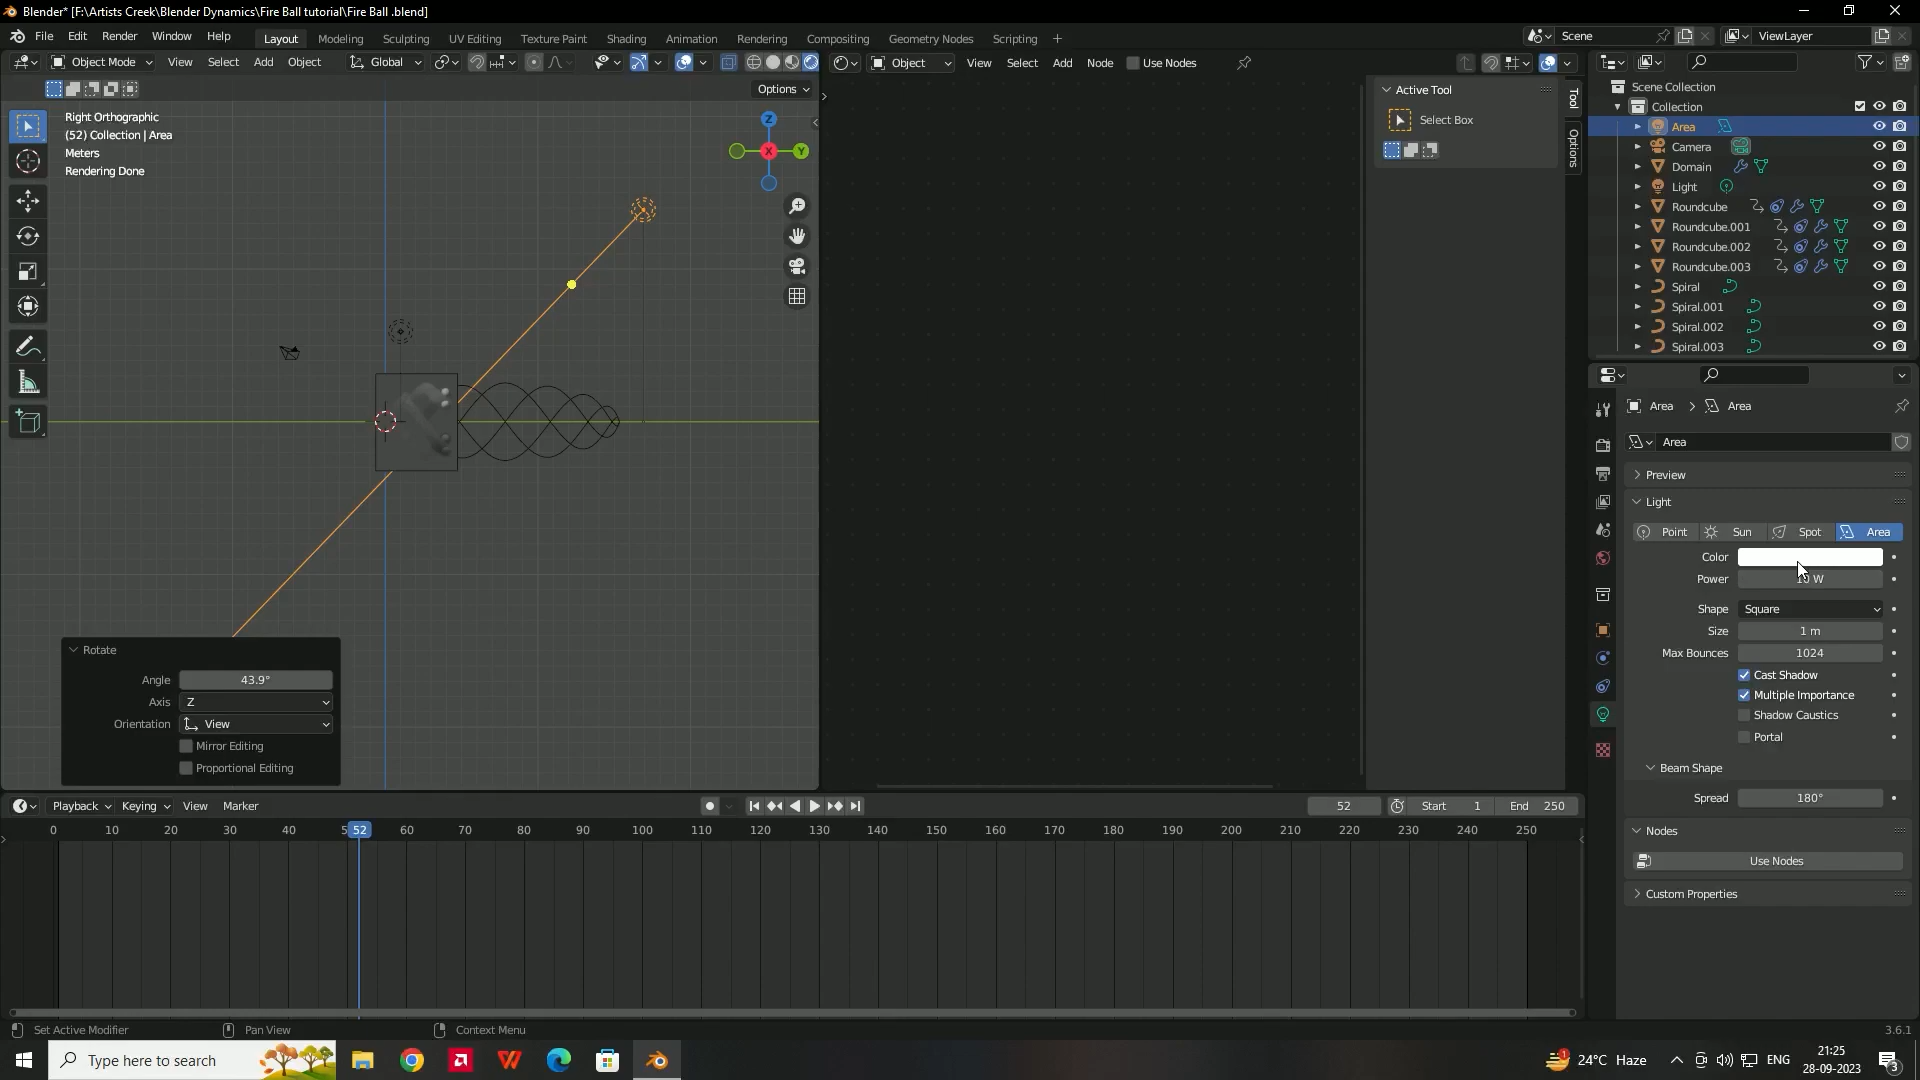 Blender* [F:\Artists Creek\Blender Dynamics\Fire Ball tutorial\Fire Ball .blend]
File Edit Render Window Help Layout Modeling Sculpting UV Editing Texture Paint Shading Animation Rendering Compositing Geometry Nodes Scripting + Scene ViewLayer
Object Mode View Select Add Object Global Object View Select Add Node Use Nodes
Options
Right Orthographic
(52) Collection | Area
Meters
Rendering Done
Z
X
Y
Active Tool
Select Box
Tool
Options
Scene Collection
Collection
Area
Camera
Domain
Light
Roundcube
Roundcube.001
Roundcube.002
Roundcube.003
Spiral
Spiral.001
Spiral.002
Spiral.003
Area > Area
Area
Preview
Light
Point Sun Spot Area
Color
Power W
Shape Square
Size 1 m
Max Bounces 1024
Cast Shadow
Multiple Importance
Shadow Caustics
Portal
Beam Shape
Spread 180°
Nodes
Use Nodes
Custom Properties
Rotate
Angle 43.9°
Axis Z
Orientation View
Mirror Editing
Proportional Editing
Playback Keying View Marker 52 Start 1 End 250
0 10 20 30 40 5 52 60 70 80 90 100 110 120 130 140 150 160 170 180 190 200 210 220 230 240 250
Set Active Modifier Pan View Context Menu 3.6.1
Type here to search 24°C Haze ENG 21:25
28-09-2023 3